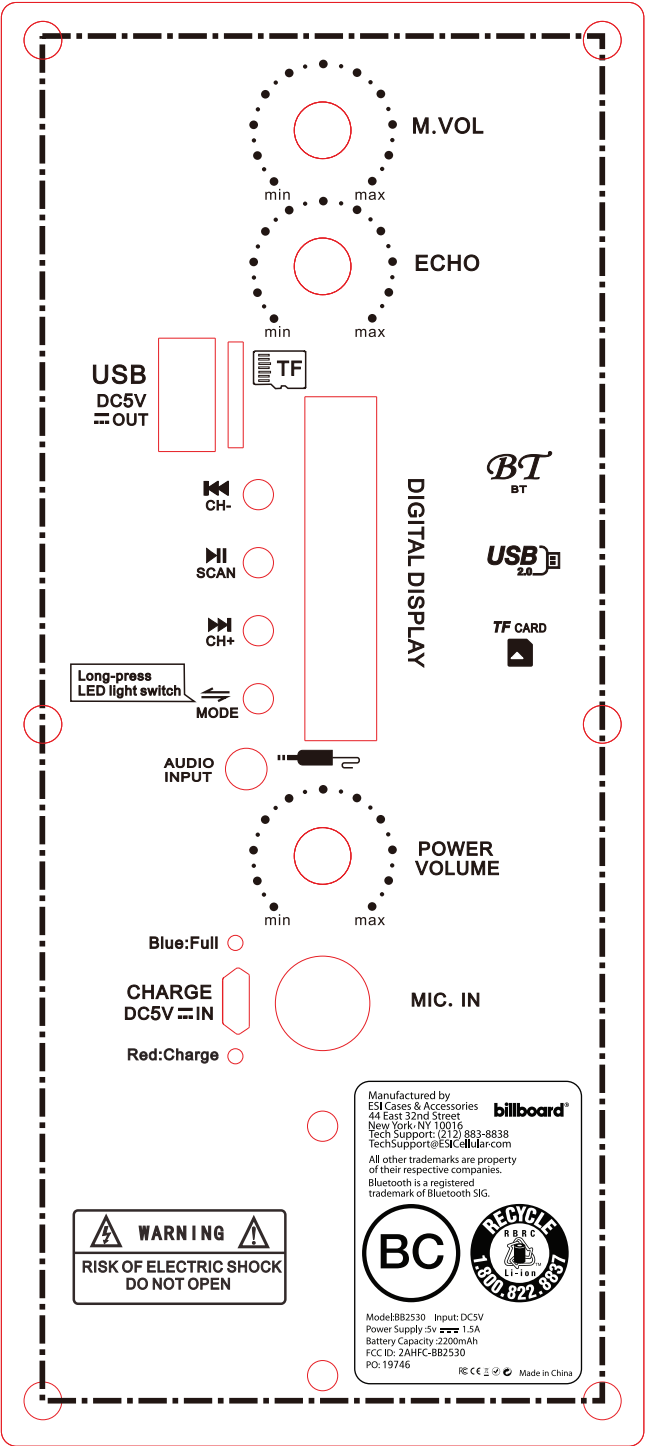 M.VOL
min max
ECHO
min max
USB
DC5V
OUT
TF
CH-
SCAN
CH+
Long-press
LED light switch
MODE
DIGITAL DISPLAY
BT
BT
USB
2.0
TF CARD
AUDIO
INPUT
POWER
VOLUME
min max
Blue:Full
CHARGE
DC5V IN
Red:Charge
MIC. IN
WARNING
RISK OF ELECTRIC SHOCK
DO NOT OPEN
billboard®
Manufactured by
ESI Cases & Accessories
44 East 32nd Street
New York, NY 10016
Tech Support: (212) 883-8838
TechSupport@ESICellular.com
All other trademarks are property
of their respective companies.
Bluetooth is a registered
trademark of Bluetooth SIG.
BC
RECYCLE
RBRC
Li-ion
TM
1.800.822.8837
Model:BB2530 Input: DC5V
Power Supply :5v 1.5A
Battery Capacity :2200mAh
FCC ID: 2AHFC-BB2530
PO: 19746
FC CE Made in China